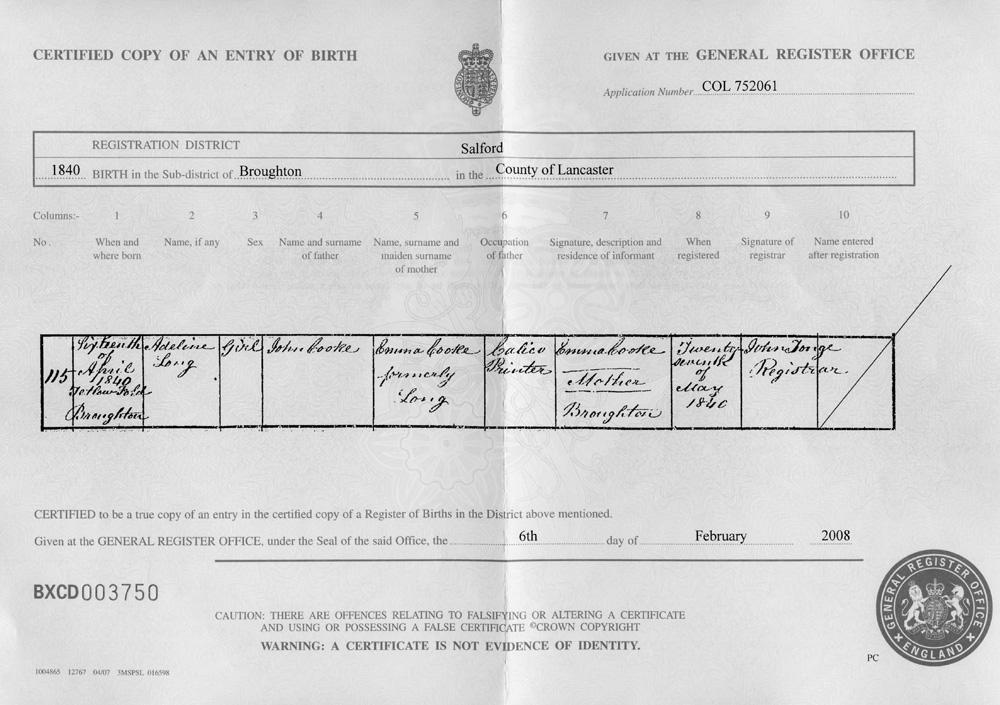 CERTIFIED COPY OF AN ENTRY OF BIRTH
GIVEN AT THE GENERAL REGISTER OFFICE
Application Number COL 752061
REGISTRATION DISTRICT Salford
1840 BIRTH in the Sub-district of Broughton in the County of Lancaster
Columns:- 1 2 3 4 5 6 7 8 9 10
No. When and where born
Name, if any
Sex
Name and surname of father
Name, surname and maiden surname of mother
Occupation of father
Signature, description and residence of informant
When registered
Signature of registrar
Name entered after registration
115
Sixteenth
of
April
1840
Broughton
Adeline
Long
Girl
John Cooke
Emma Cooke
formerly
Long
Calico
Printer
Emma Cooke
Mother
Broughton
Twenty
seventh
of
May
1840
John
Registrar
CERTIFIED to be a true copy of an entry in the certified copy of a Register of Births in the District above mentioned.
Given at the GENERAL REGISTER OFFICE, under the Seal of the said Office, the 6th day of February 2008
BXCD003750
CAUTION: THERE ARE OFFENCES RELATING TO FALSIFYING OR ALTERING A CERTIFICATE
AND USING OR POSSESSING A FALSE CERTIFICATE ©CROWN COPYRIGHT
WARNING: A CERTIFICATE IS NOT EVIDENCE OF IDENTITY.
GENERAL REGISTER OFFICE
ENGLAND
PC
1004865 12767 04/07 3MSPSL 016598